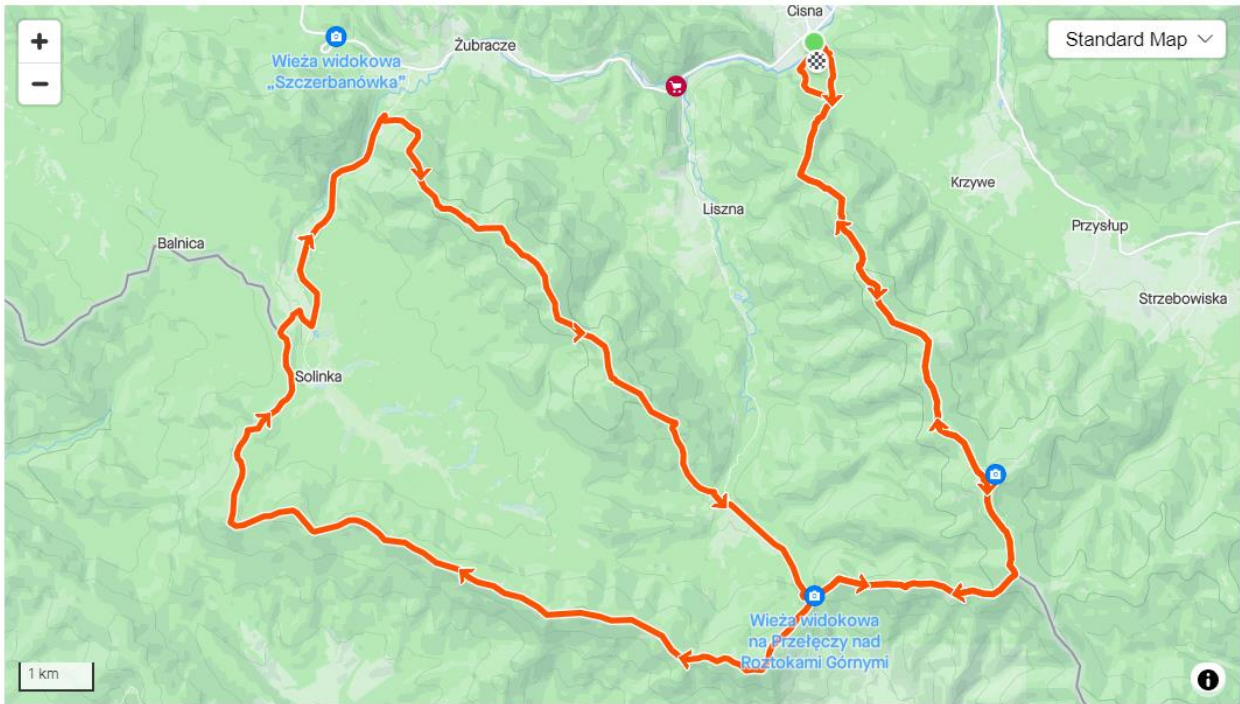 Cisna
Standard Map
+
−
Żubracze
Wieża widokowa
„Szczerbanówka”
Krzywe
Liszna
Przysłup
Balnica
Strzebowiska
Solinka
Wieża widokowa
na Przełęczy nad
Roztokami Górnymi
1 km
i